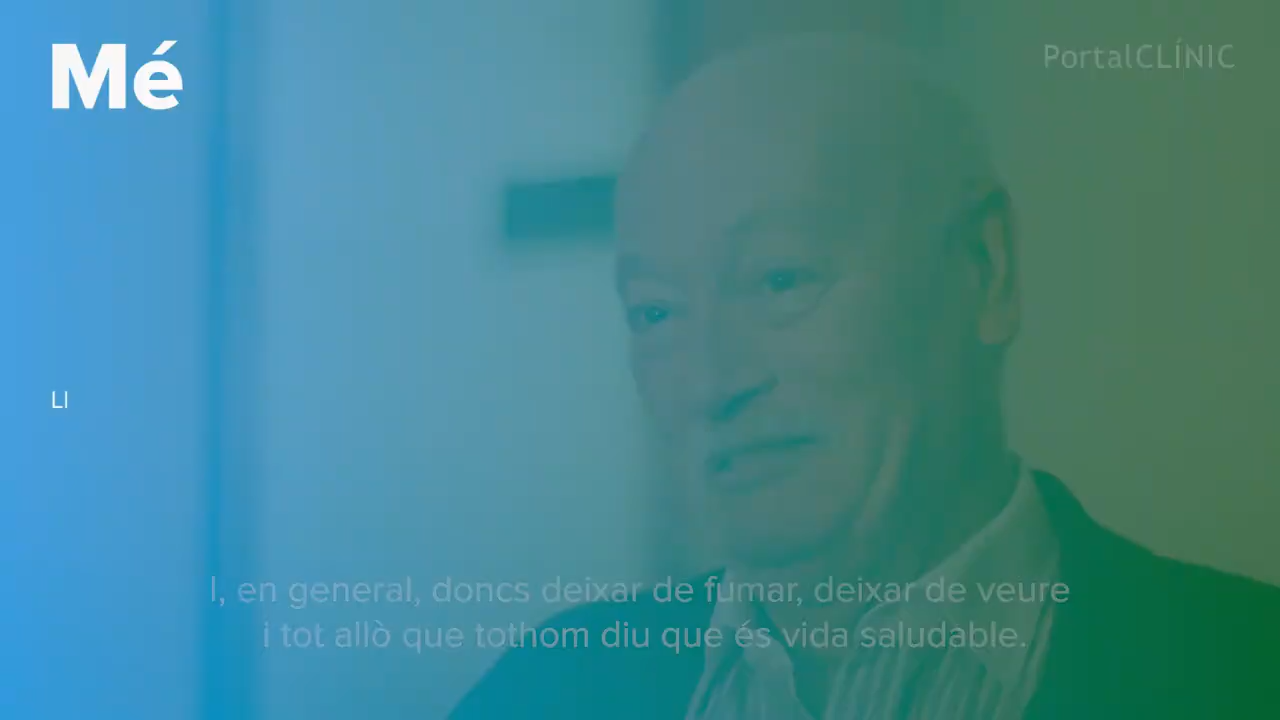 Mé
PortalCLÍNIC
Ll
I, en general, doncs deixar de fumar, deixar de veure
i tot allò que tothom diu que és vida saludable.